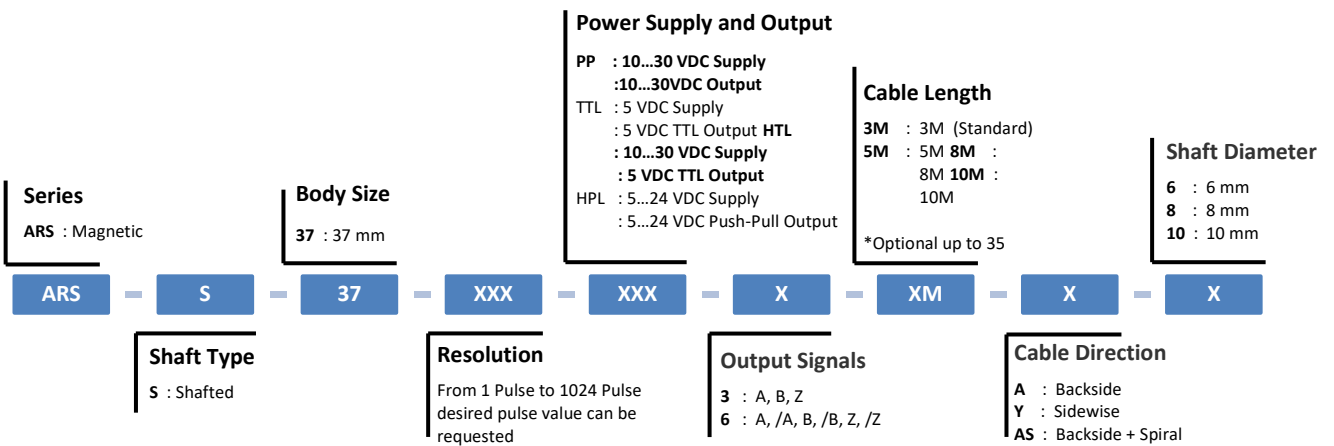 Power Supply and Output
PP : 10...30 VDC Supply
:10...30VDC Output
TTL : 5 VDC Supply
: 5 VDC TTL Output HTL
: 10...30 VDC Supply
: 5 VDC TTL Output
HPL : 5...24 VDC Supply
: 5...24 VDC Push-Pull Output
Cable Length
3M : 3M (Standard)
5M : 5M 8M :
8M 10M :
10M
*Optional up to 35
Shaft Diameter
6 : 6 mm
8 : 8 mm
10 : 10 mm
Series
ARS : Magnetic
Body Size
37 : 37 mm
ARS - S - 37 - XXX - XXX - X - XM - X - X
Shaft Type
S : Shafted
Resolution
From 1 Pulse to 1024 Pulse
desired pulse value can be
requested
Output Signals
3 : A, B, Z
6 : A, /A, B, /B, Z, /Z
Cable Direction
A : Backside
Y : Sidewise
AS : Backside + Spiral